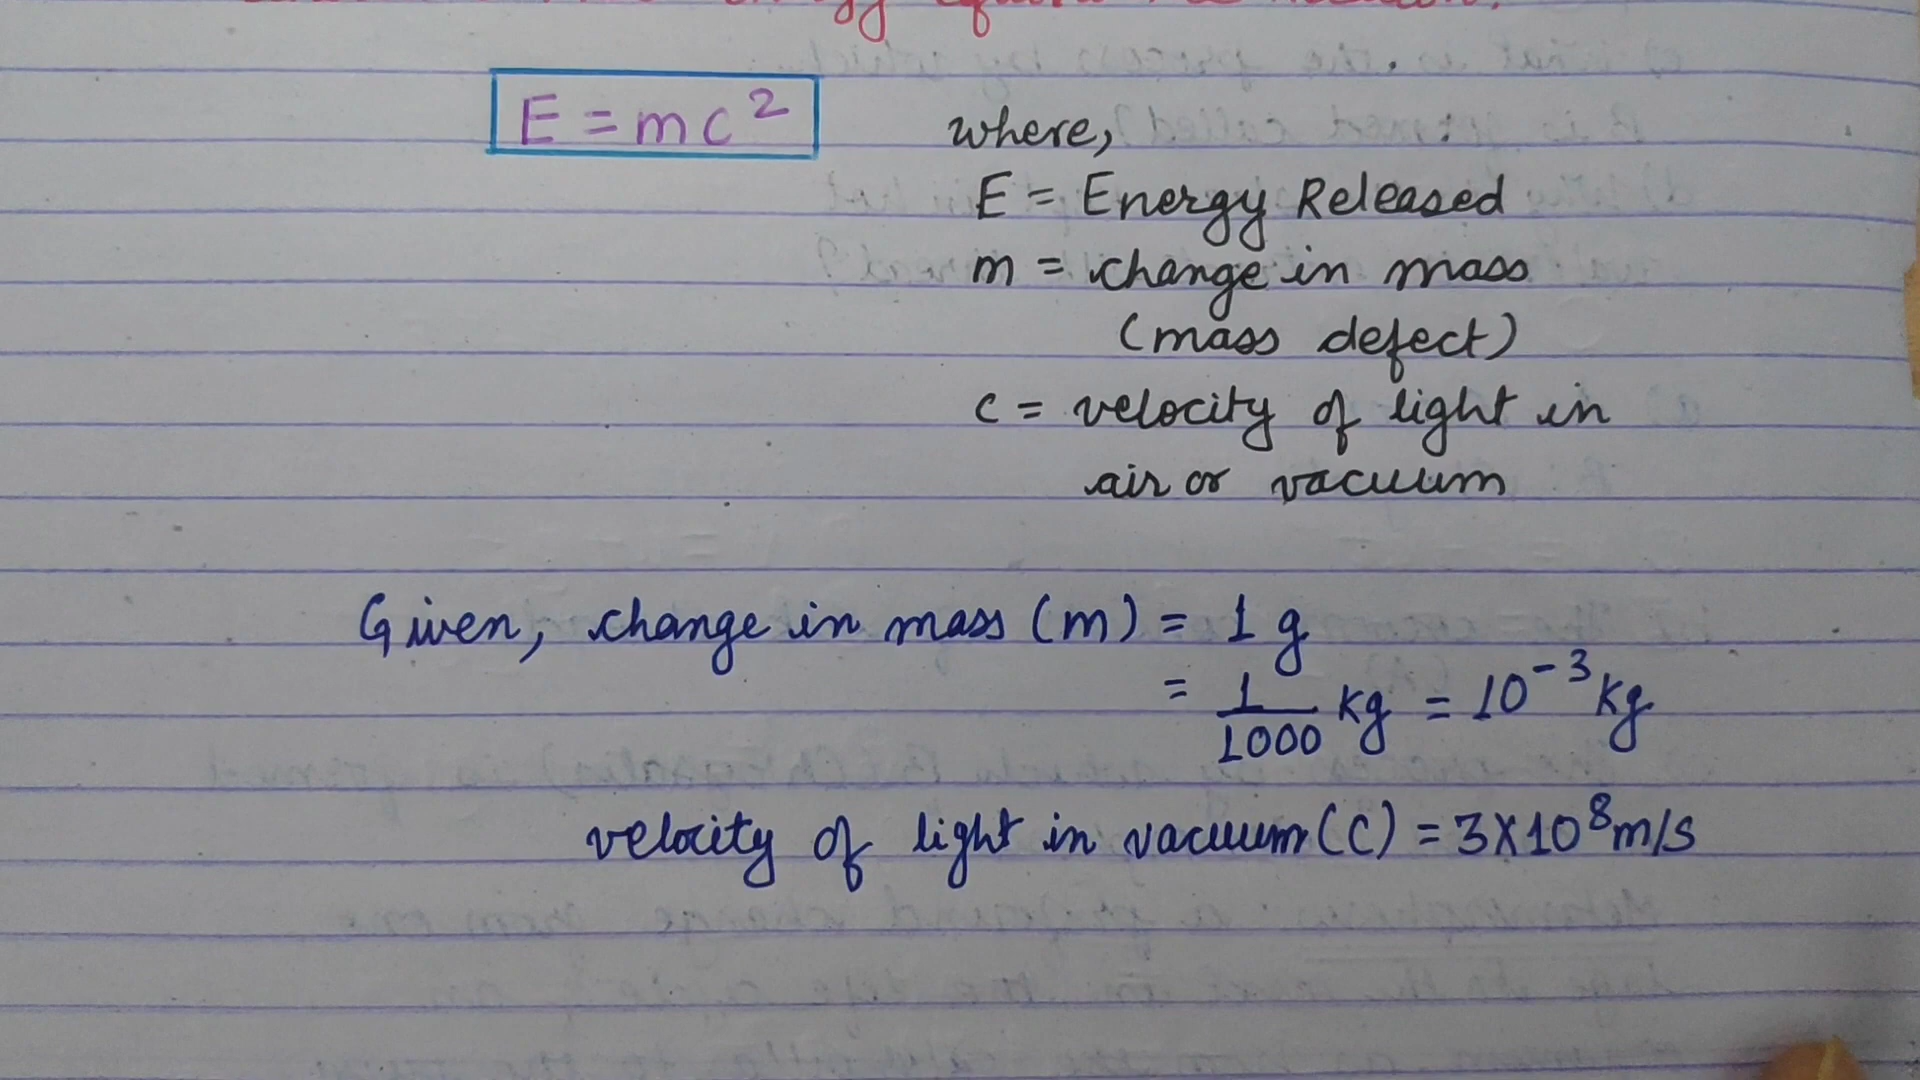 E = mc²
where,
E = Energy Released
m = change in mass
(mass defect)
c = velocity of light in
air or vacuum
Given, change in mass (m) = 1 g
= 1/1000 kg = 10⁻³ kg
velocity of light in vacuum (c) = 3×10⁸ m/s